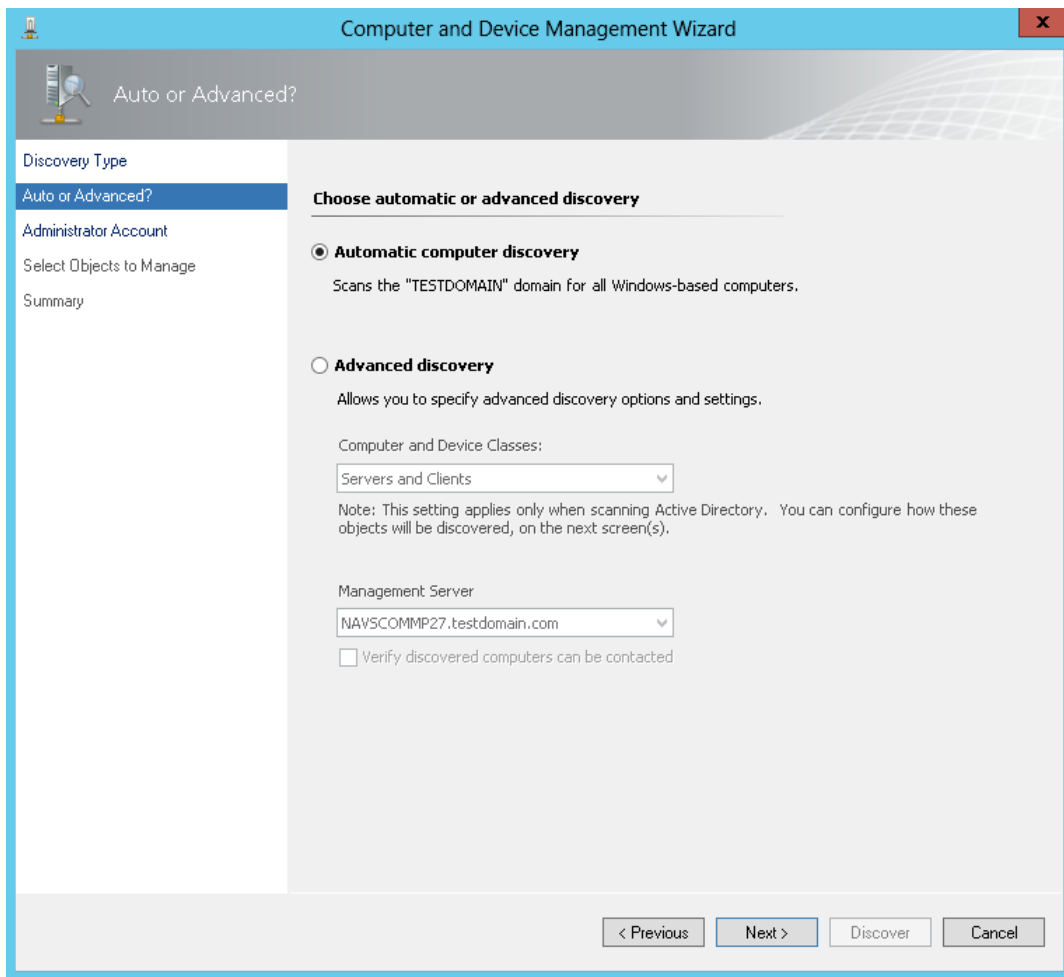 Computer and Device Management Wizard
x
Auto or Advanced?
Discovery Type
Auto or Advanced?
Administrator Account
Select Objects to Manage
Summary
Choose automatic or advanced discovery
Automatic computer discovery
Scans the "TESTDOMAIN" domain for all Windows-based computers.
Advanced discovery
Allows you to specify advanced discovery options and settings.
Computer and Device Classes:
Servers and Clients
Note: This setting applies only when scanning Active Directory. You can configure how these
objects will be discovered, on the next screen(s).
Management Server
NAVSCOMMP27.testdomain.com
Verify discovered computers can be contacted
< Previous
Next >
Discover
Cancel